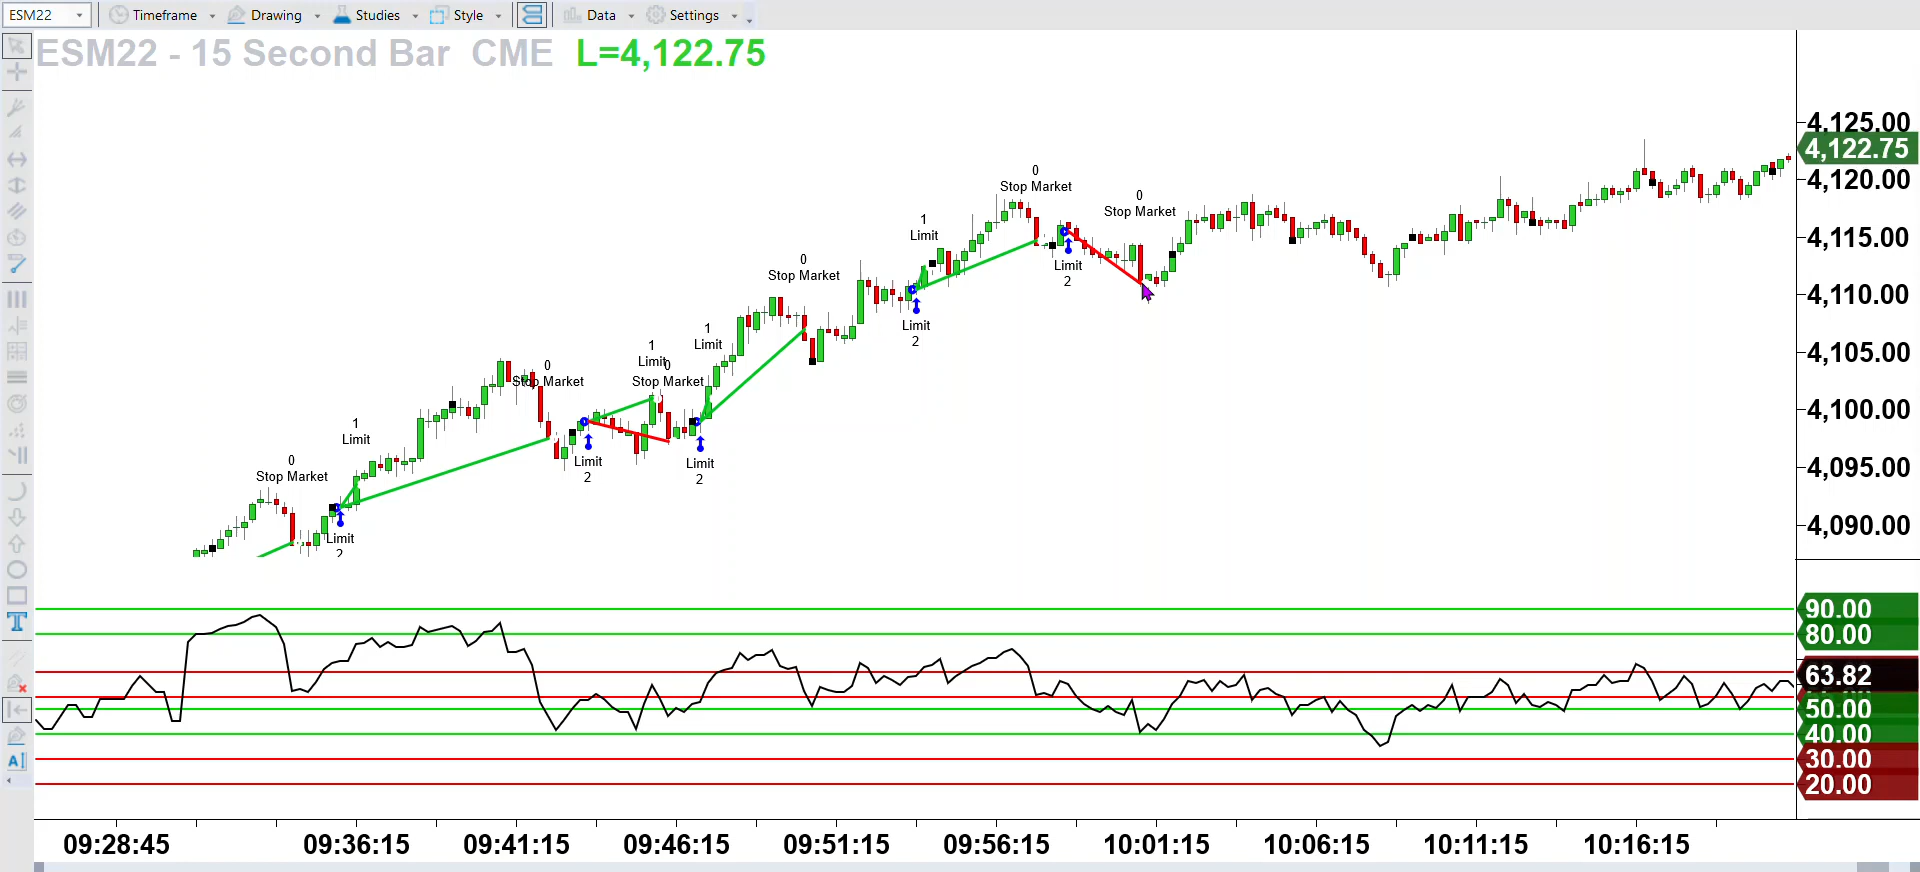 ESM22 Timeframe Drawing Studies Style Data Settings
ESM22 - 15 Second Bar CME L=4,122.75
4,125.00
4,122.75
4,120.00
4,115.00
4,110.00
4,105.00
4,100.00
4,095.00
4,090.00
0
Stop Market
1
Limit
Limit
2
0
Stop Market
Limit
2
1
Limit
0
Stop Market
1
Limit
Limit
2
0
Stop Market
1
Limit
Limit
2
0
Stop Market
Limit
2
0
Stop Market
90.00
80.00
63.82
50.00
40.00
30.00
20.00
T
A
09:28:45 09:36:15 09:41:15 09:46:15 09:51:15 09:56:15 10:01:15 10:06:15 10:11:15 10:16:15